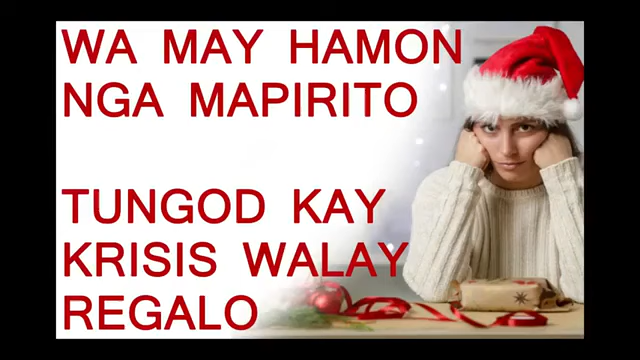 WA MAY HAMON
NGA MAPIRITO
TUNGOD KAY
KRISIS WALAY
REGALO